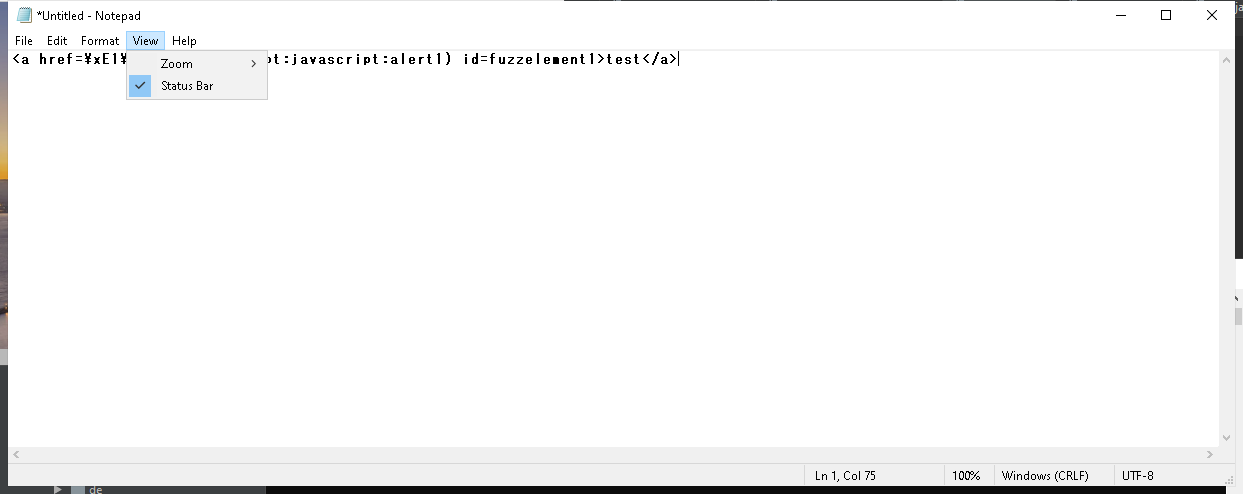 *Untitled - Notepad
File Edit Format View Help
<a href=¥xE1¥ pt:javascript:alert1) id=fuzzelement1>test</a>
Zoom
Status Bar
Ln 1, Col 75 100% Windows (CRLF) UTF-8
de